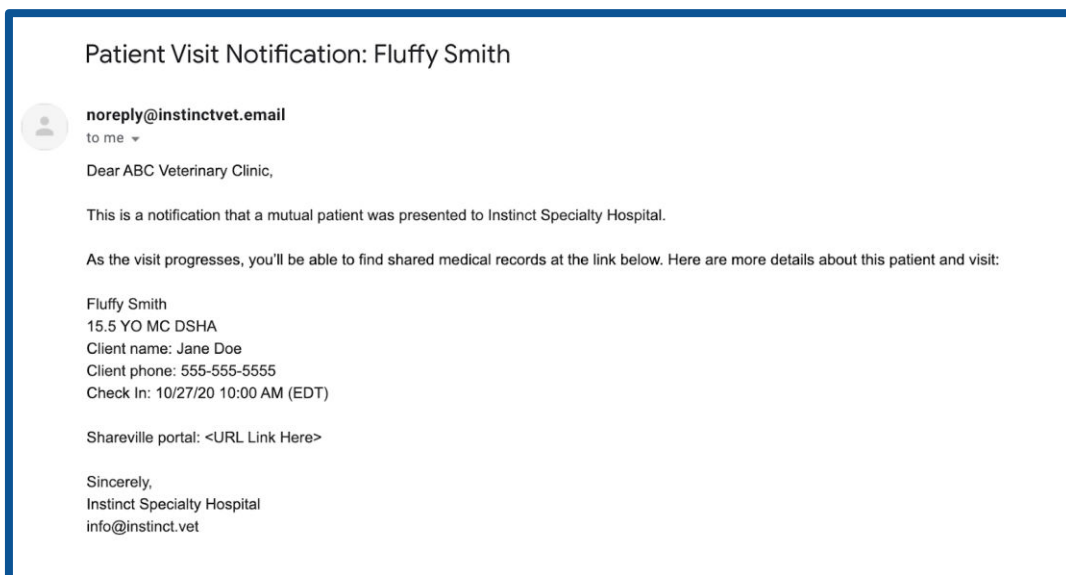 Patient Visit Notification: Fluffy Smith
noreply@instinctvet.email
to me
Dear ABC Veterinary Clinic,
This is a notification that a mutual patient was presented to Instinct Specialty Hospital.
As the visit progresses, you'll be able to find shared medical records at the link below. Here are more details about this patient and visit:
Fluffy Smith
15.5 YO MC DSHA
Client name: Jane Doe
Client phone: 555-555-5555
Check In: 10/27/20 10:00 AM (EDT)
Shareville portal: <URL Link Here>
Sincerely,
Instinct Specialty Hospital
info@instinct.vet